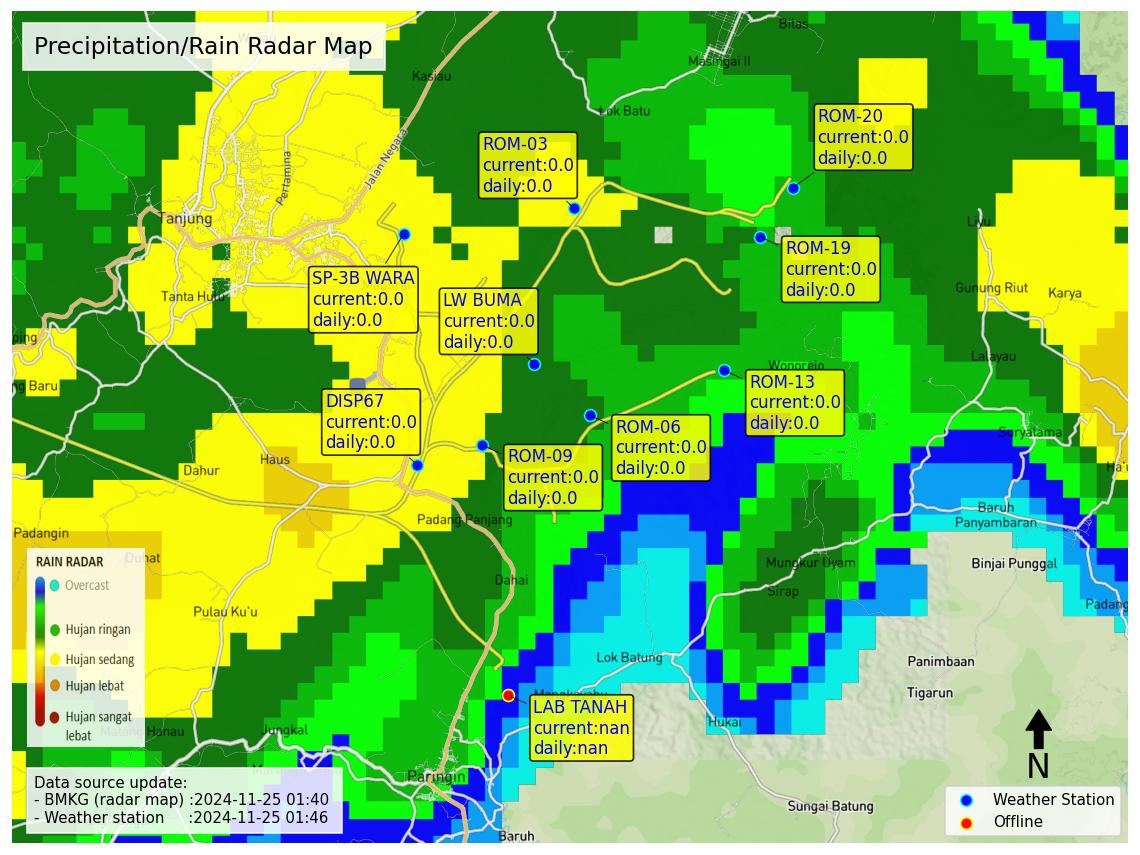 Precipitation/Rain Radar Map
Bitas
Masingai II
Kasiau
Lok Batu
Jalan Negara
Pertamina
ROM-20
current:0.0
daily:0.0
ROM-03
current:0.0
daily:0.0
Tanjung
Liyu
ROM-19
current:0.0
daily:0.0
SP-3B WARA
current:0.0
daily:0.0
LW BUMA
current:0.0
daily:0.0
Tanta Hulu
Gunung Riut
Karya
ping
Lalayau
Wonorejo
ng Baru
ROM-13
current:0.0
daily:0.0
DISP67
current:0.0
daily:0.0
ROM-06
current:0.0
daily:0.0
Suryatama
ROM-09
current:0.0
daily:0.0
Haus
Dahur
Ha'u
Baruh
Panyambaran
Padang Panjang
Padangin
Duhat
Mungkur Uyam
Binjai Punggal
Dahai
Sirap
Padang
Pulau Ku'u
RAIN RADAR
Overcast
Hujan ringan
Hujan sedang
Hujan lebat
Hujan sangat
lebat
Lok Batung
Panimbaan
Tigarun
LAB TANAH
current:nan
daily:nan
Hukai
Hanau
Jungkal
N
Paringin
Data source update:
- BMKG (radar map) :2024-11-25 01:40
- Weather station :2024-11-25 01:46
Sungai Batung
Baruh
Weather Station
Offline